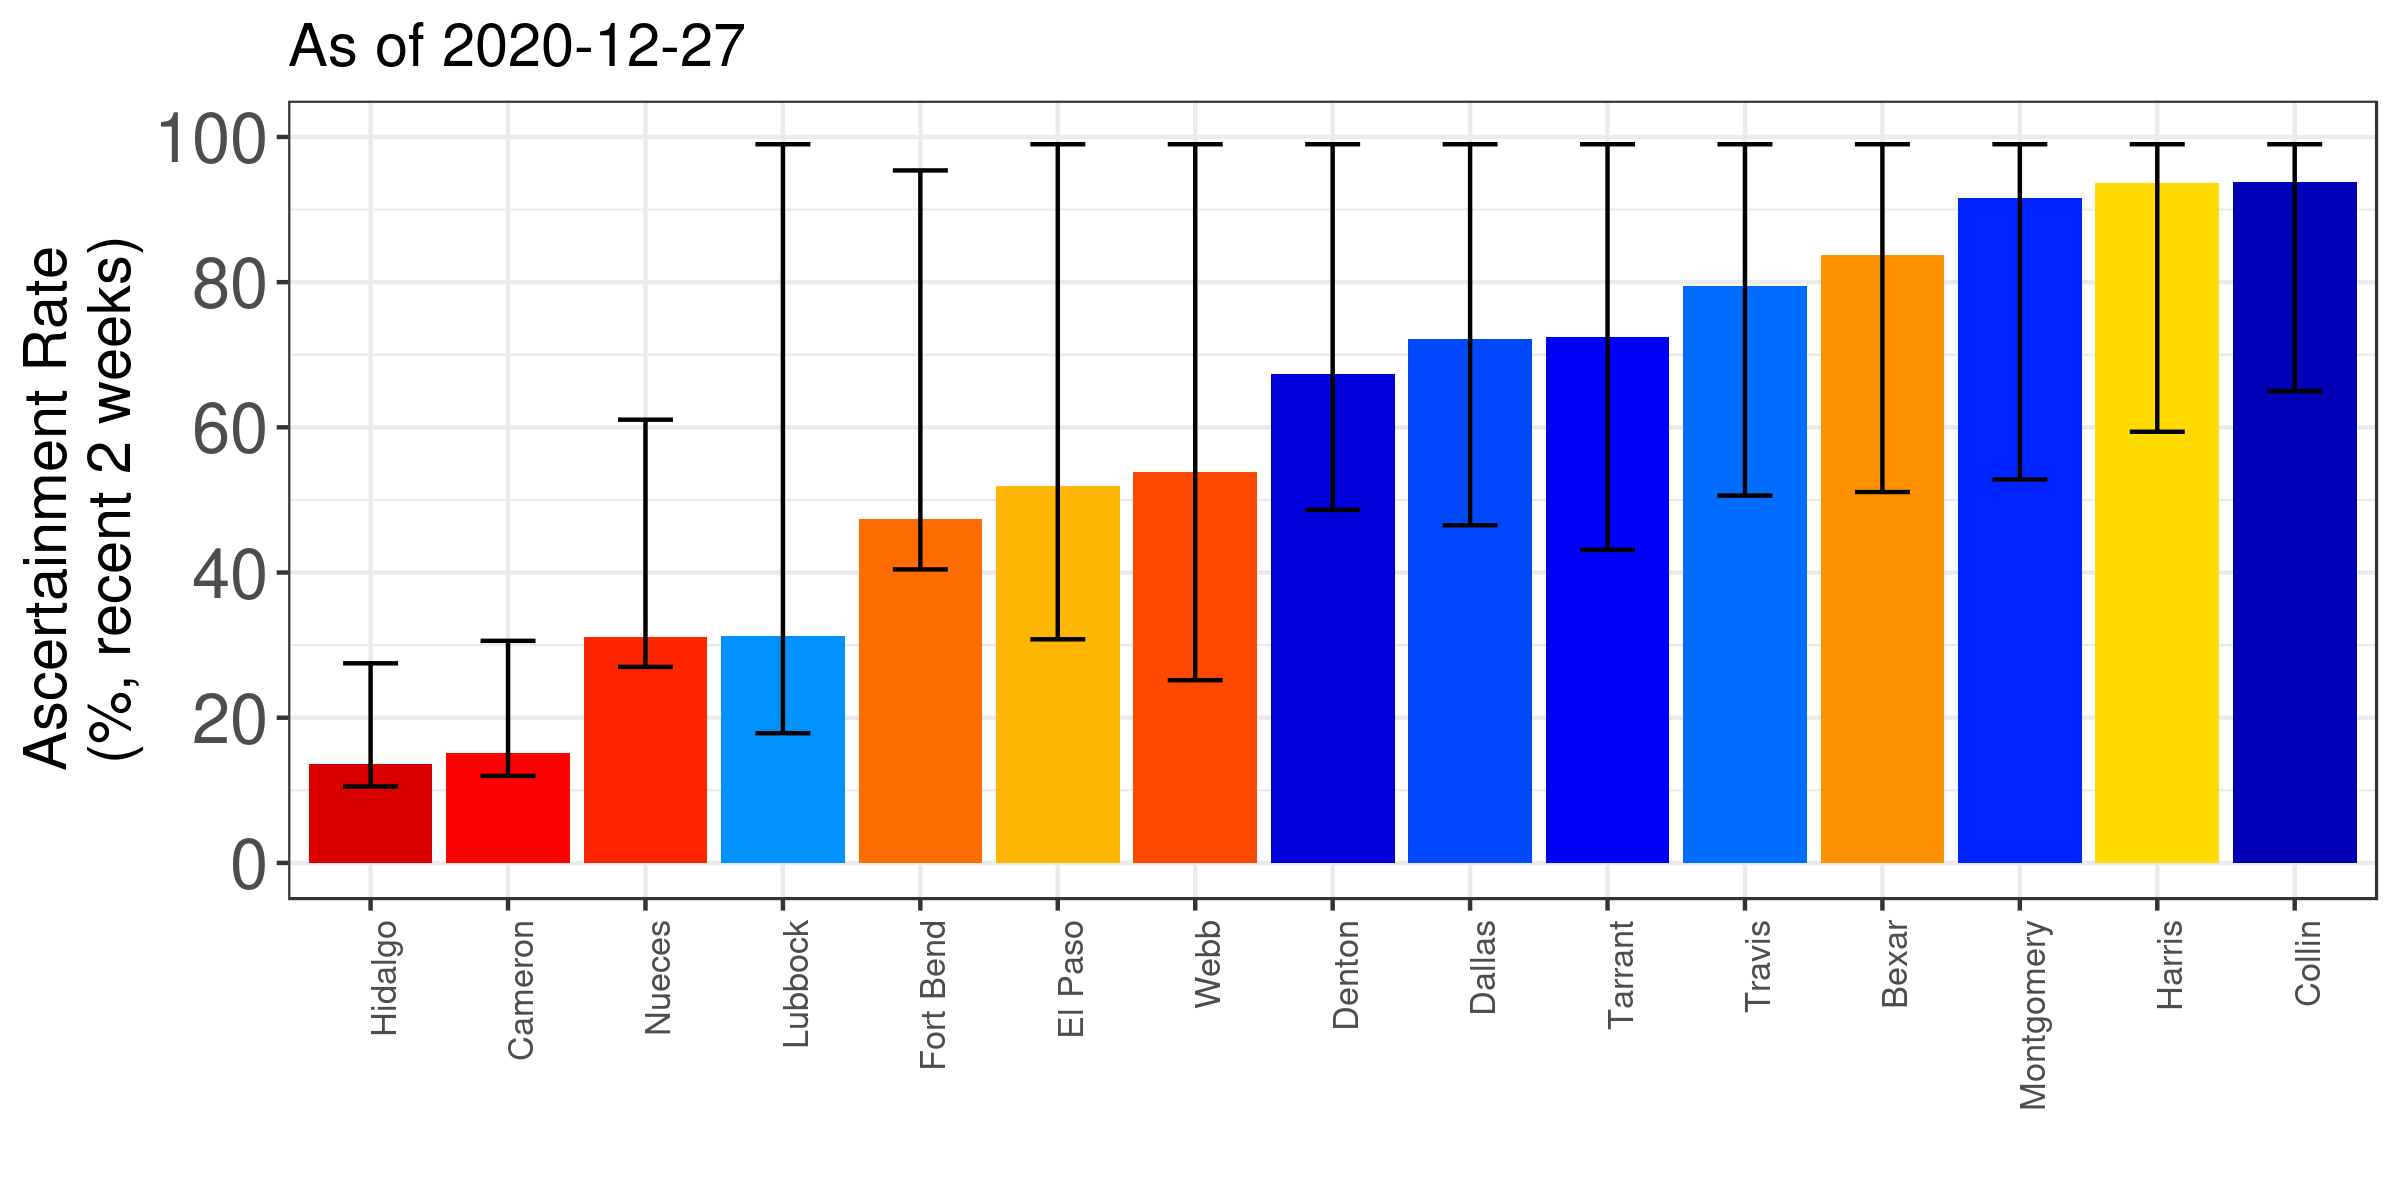 As of 2020-12-27
Ascertainment Rate
(%, recent 2 weeks)
100
80
60
40
20
0
Hidalgo
Cameron
Nueces
Lubbock
Fort Bend
El Paso
Webb
Denton
Dallas
Tarrant
Travis
Bexar
Montgomery
Harris
Collin